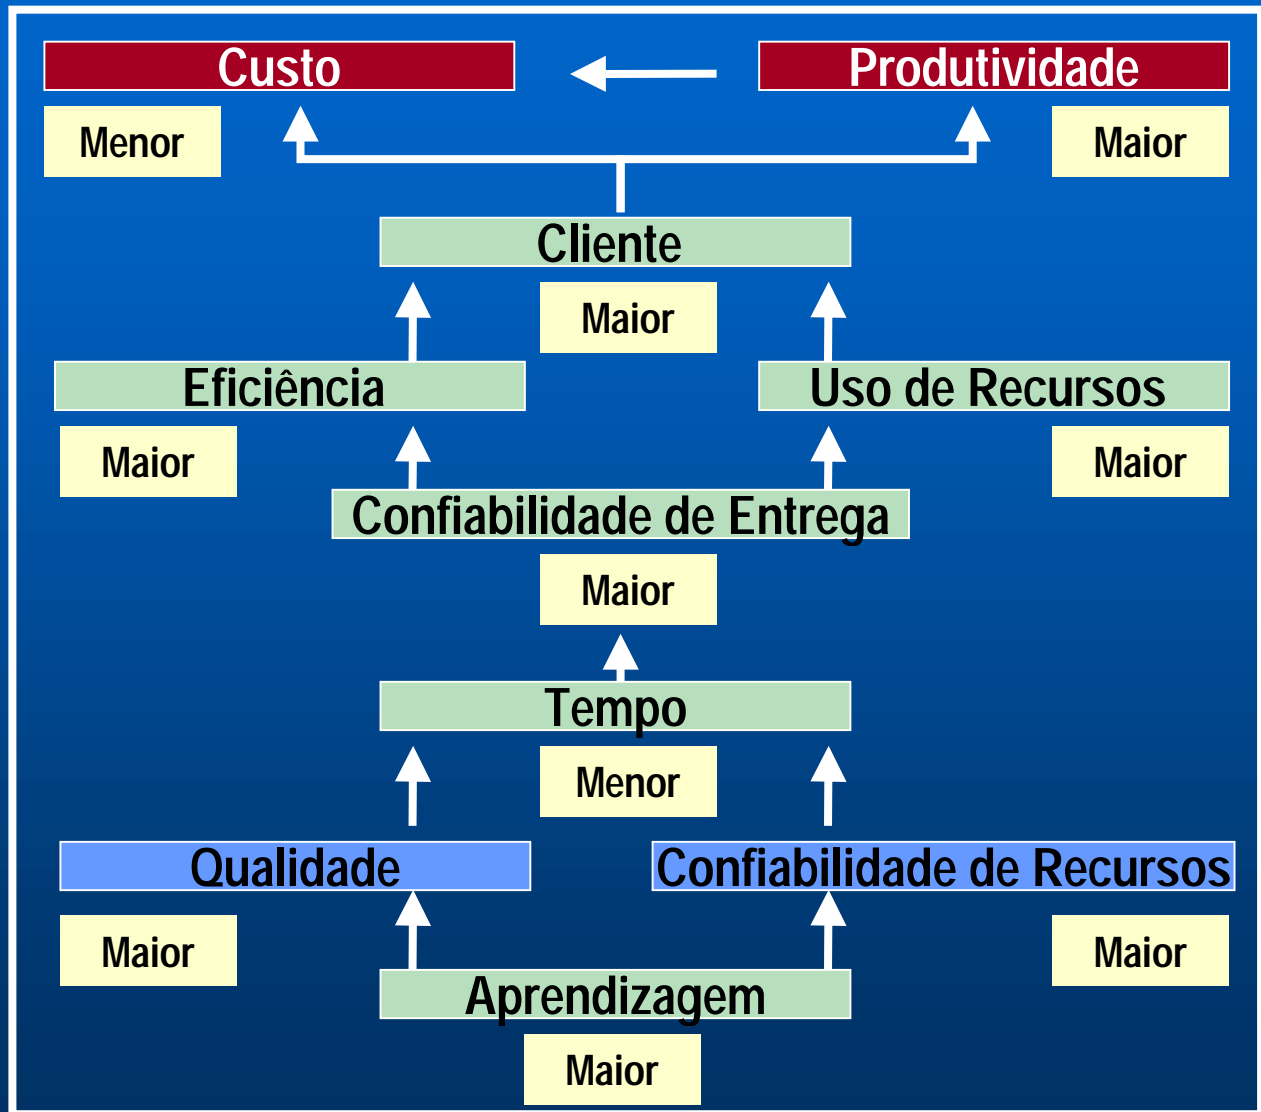 Custo
Produtividade
Menor
Maior
Cliente
Maior
Eficiência
Uso de Recursos
Maior
Maior
Confiabilidade de Entrega
Maior
Tempo
Menor
Qualidade
Confiabilidade de Recursos
Maior
Maior
Aprendizagem
Maior